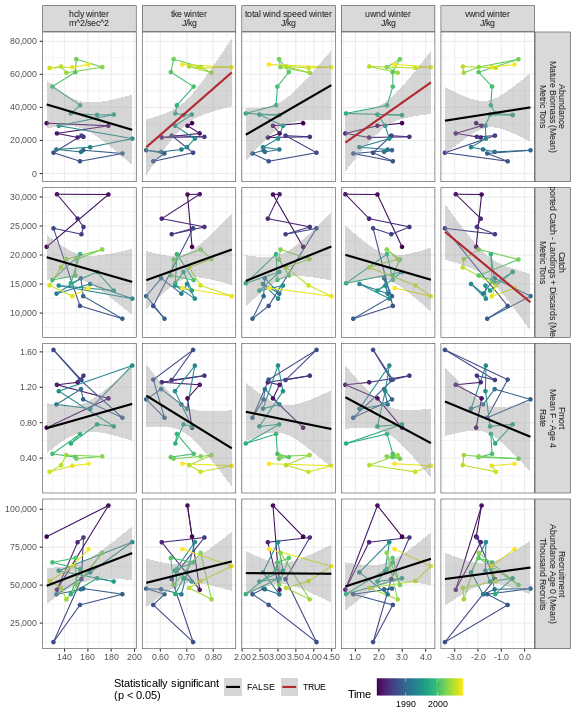 hcly winter
m^2/sec^2
tke winter
J/kg
total wind speed winter
J/kg
uwnd winter
J/kg
vwnd winter
J/kg
80,000
60,000
40,000
20,000
0
Abundance
Mature Biomass (Mean)
Metric Tons
30,000
25,000
20,000
15,000
10,000
Catch
Catch - Landings + Discards (Me
Metric Tons
1.60
1.20
0.80
0.40
Fmort
Mean F - Age 4
Rate
100,000
75,000
50,000
25,000
Recruitment
Abundance Age 0 (Mean)
Thousand Recruits
140 160 180 200
0.60 0.70 0.80
2.00 2.50 3.00 3.50 4.00 4.50
1.0 2.0 3.0 4.0
-3.0 -2.0 -1.0 0.0
Statistically significant
(p < 0.05)
FALSE
TRUE
Time
1990 2000